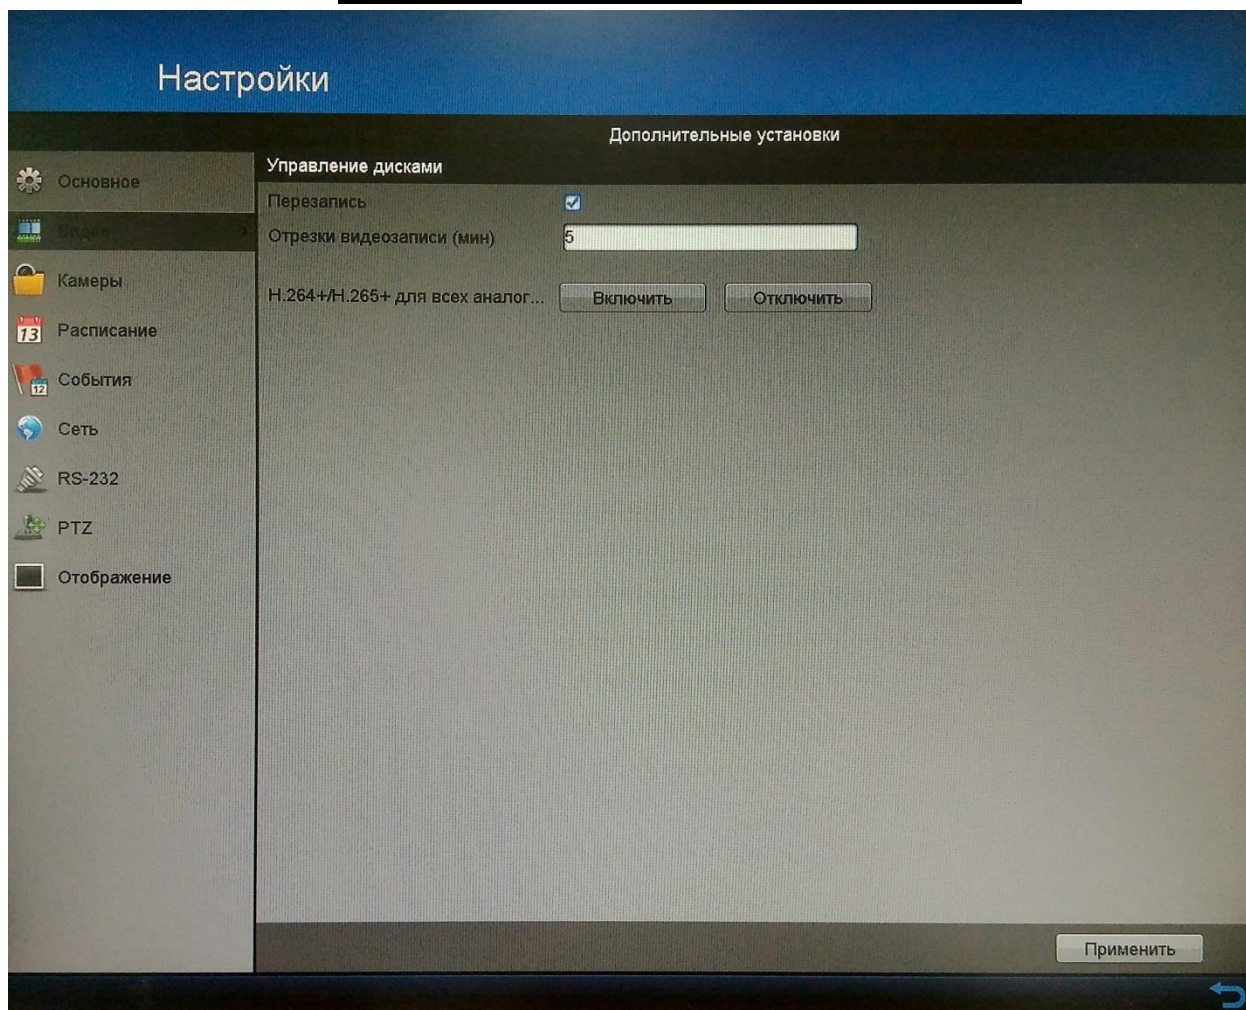 Настройки
Дополнительные установки
Управление дисками
Основное
Перезапись
Видео
Отрезки видеозаписи (мин) 5
Камеры
H.264+/H.265+ для всех аналог... Включить Отключить
Расписание
13
События
12
Сеть
RS-232
PTZ
Отображение
Применить